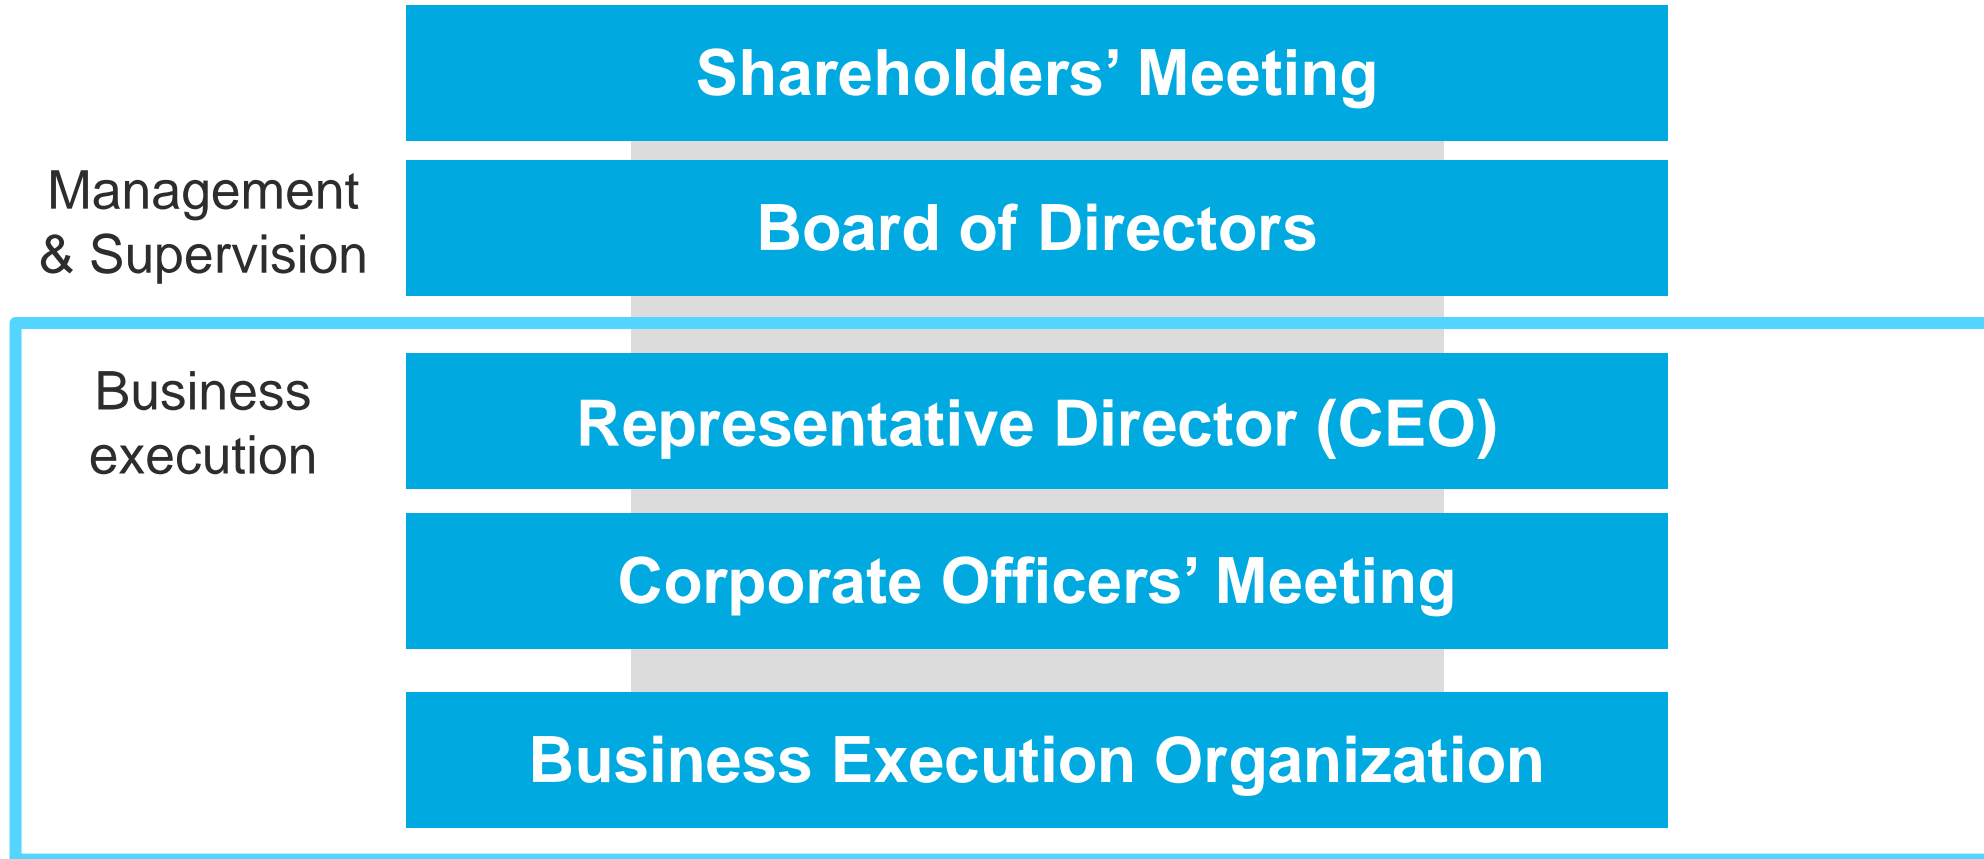 Shareholders’ Meeting
Management
& Supervision
Board of Directors
Business
execution
Representative Director (CEO)
Corporate Officers’ Meeting
Business Execution Organization